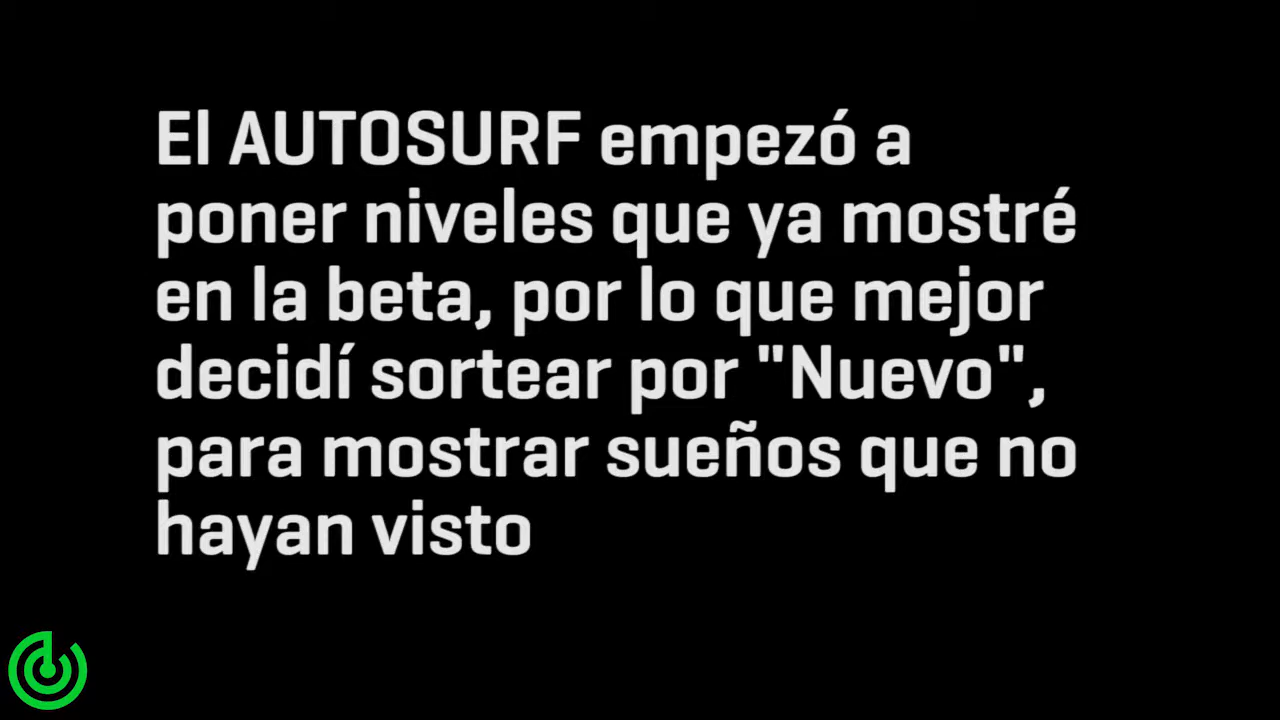 El AUTOSURF empezó a
poner niveles que ya mostré
en la beta, por lo que mejor
decidí sortear por "Nuevo",
para mostrar sueños que no
hayan visto